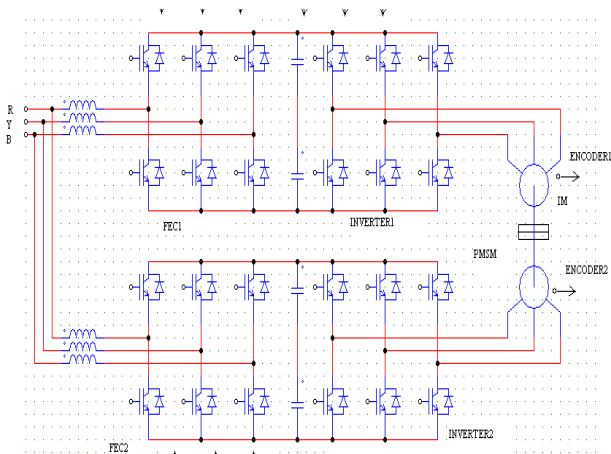 R
Y
B
ENCODER1
IM
FEC1
INVERTER1
PMSM
ENCODER2
INVERTER2
FEC2